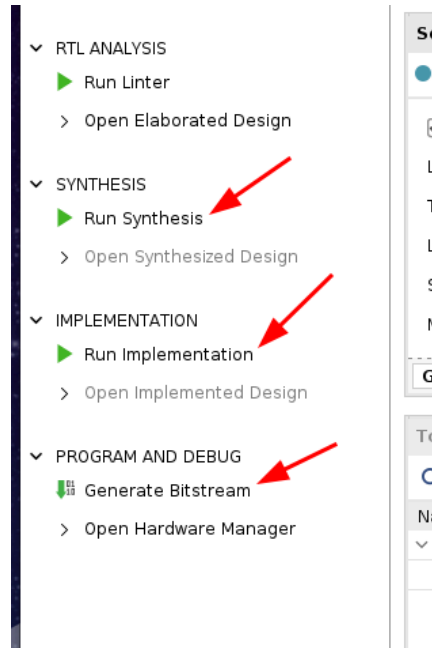 RTL ANALYSIS
Run Linter
Open Elaborated Design
SYNTHESIS
Run Synthesis
Open Synthesized Design
IMPLEMENTATION
Run Implementation
Open Implemented Design
PROGRAM AND DEBUG
Generate Bitstream
Open Hardware Manager